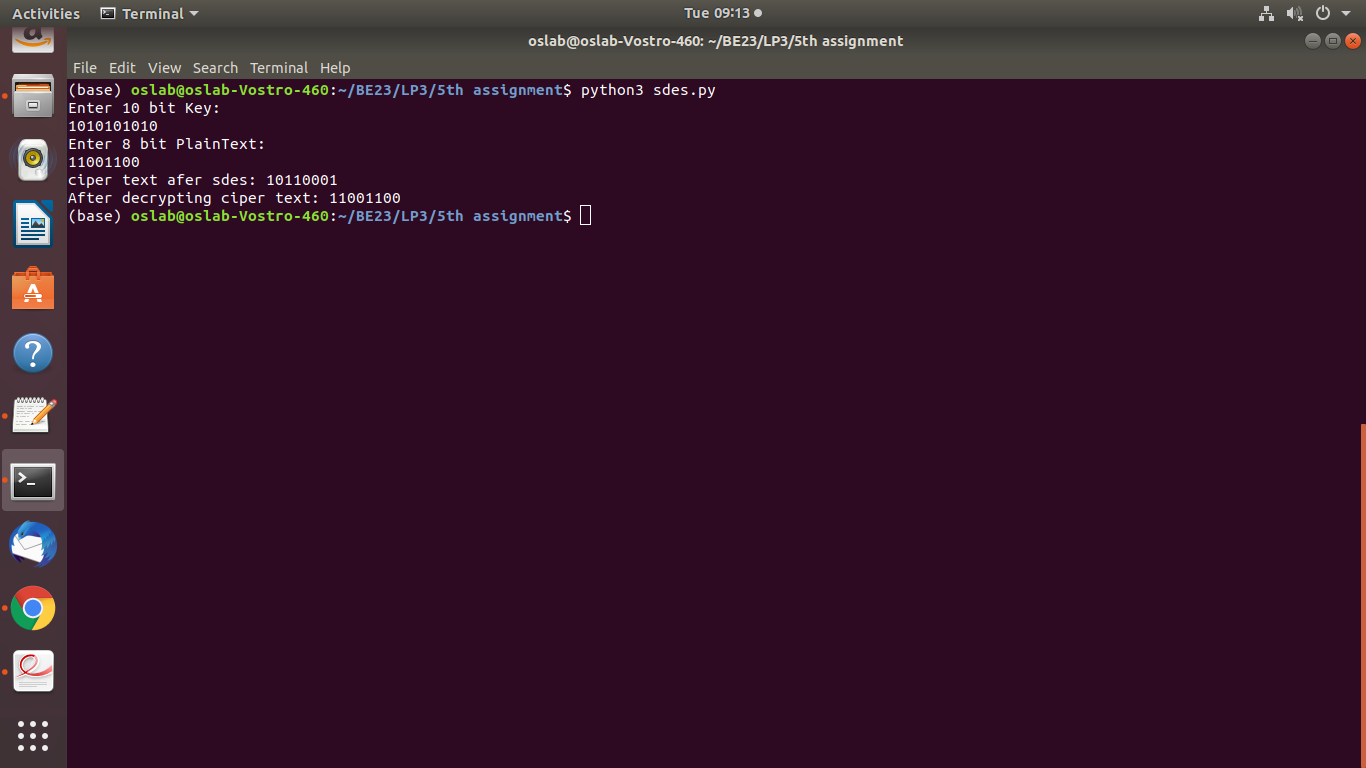 Activities Terminal Tue 09:13
oslab@oslab-Vostro-460: ~/BE23/LP3/5th assignment
File Edit View Search Terminal Help
(base) oslab@oslab-Vostro-460:~/BE23/LP3/5th assignment$ python3 sdes.py
Enter 10 bit Key:
1010101010
Enter 8 bit PlainText:
11001100
ciper text afer sdes: 10110001
After decrypting ciper text: 11001100
(base) oslab@oslab-Vostro-460:~/BE23/LP3/5th assignment$